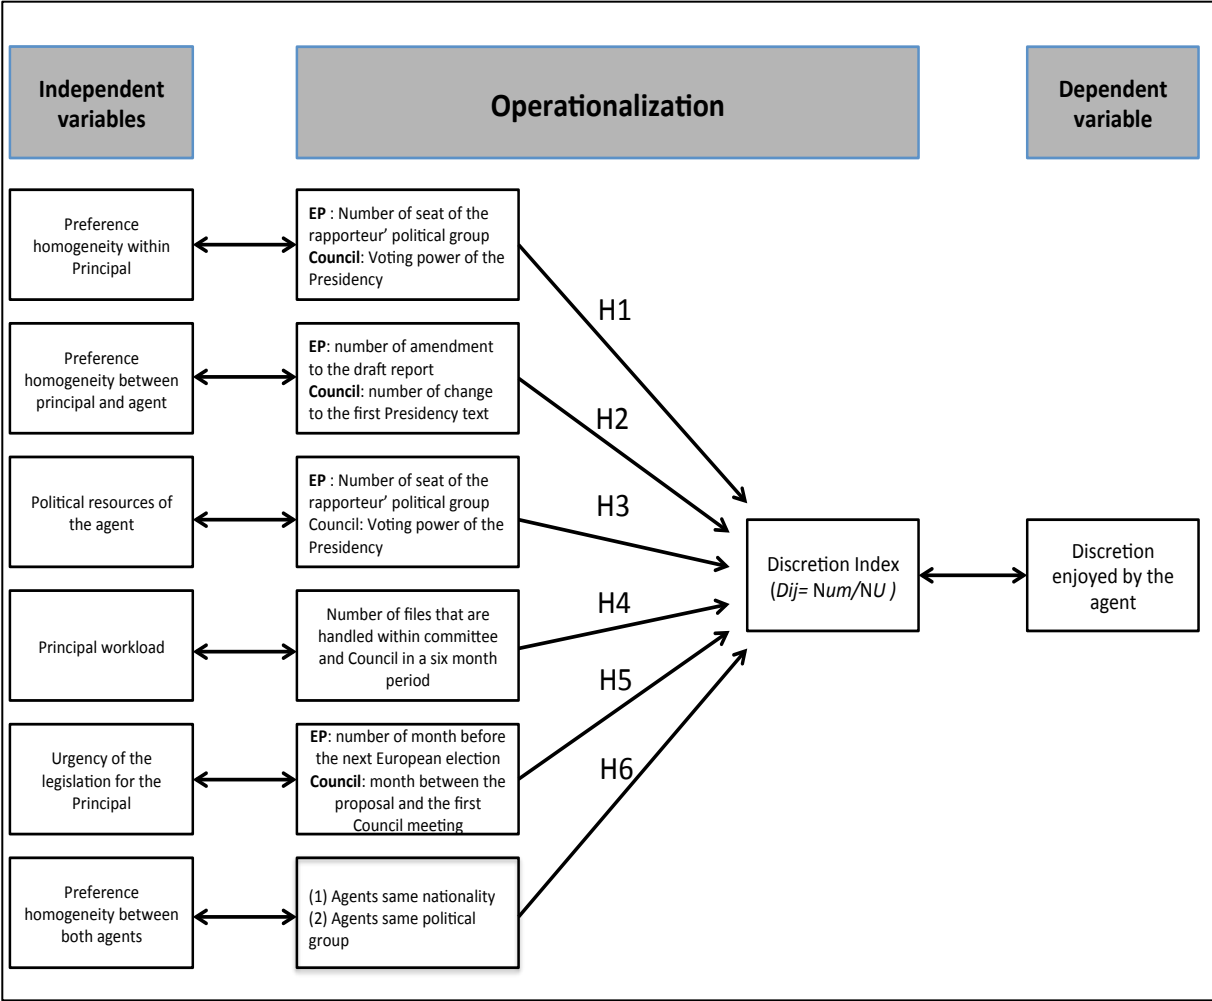 Independent
variables
Operationalization
Dependent
variable
Preference
homogeneity within
Principal
EP : Number of seat of the
rapporteur’ political group
Council: Voting power of the
Presidency
H1
Preference
homogeneity between
principal and agent
EP: number of amendment
to the draft report
Council: number of change
to the first Presidency text
H2
Political resources of
the agent
EP : Number of seat of the
rapporteur’ political group
Council: Voting power of the
Presidency
H3
Discretion Index
(Dij= Num/NU )
Discretion
enjoyed by the
agent
Principal workload
Number of files that are
handled within committee
and Council in a six month
period
H4
Urgency of the
legislation for the
Principal
EP: number of month before
the next European election
Council: month between the
proposal and the first
Council meeting
H5
Preference
homogeneity between
both agents
(1) Agents same nationality
(2) Agents same political
group
H6